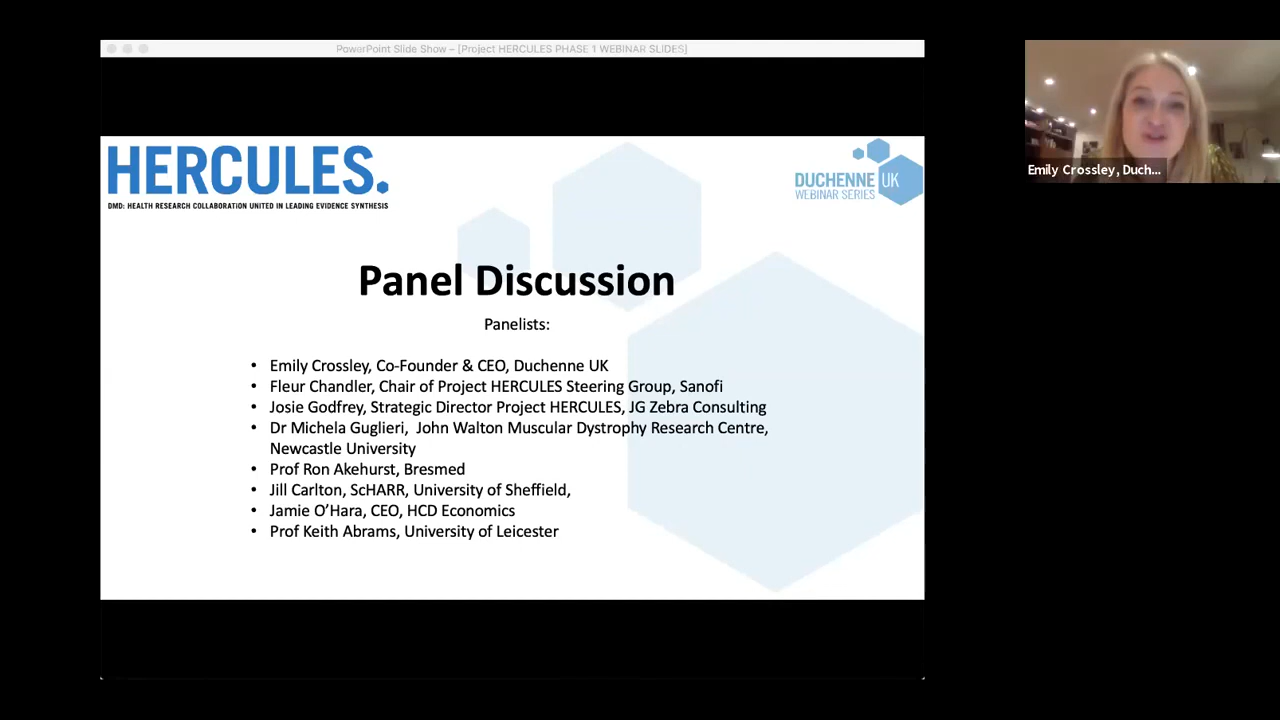 PowerPoint Slide Show – [Project HERCULES PHASE 1 WEBINAR SLIDES]
HERCULES.
DMD: HEALTH RESEARCH COLLABORATION UNITED IN LEADING EVIDENCE SYNTHESIS
DUCHENNE UK
WEBINAR SERIES
Emily Crossley, Duch...
Panel Discussion
Panelists:
• Emily Crossley, Co-Founder & CEO, Duchenne UK
• Fleur Chandler, Chair of Project HERCULES Steering Group, Sanofi
• Josie Godfrey, Strategic Director Project HERCULES, JG Zebra Consulting
• Dr Michela Guglieri,  John Walton Muscular Dystrophy Research Centre,
Newcastle University
• Prof Ron Akehurst, Bresmed
• Jill Carlton, ScHARR, University of Sheffield,
• Jamie O’Hara, CEO, HCD Economics
• Prof Keith Abrams, University of Leicester